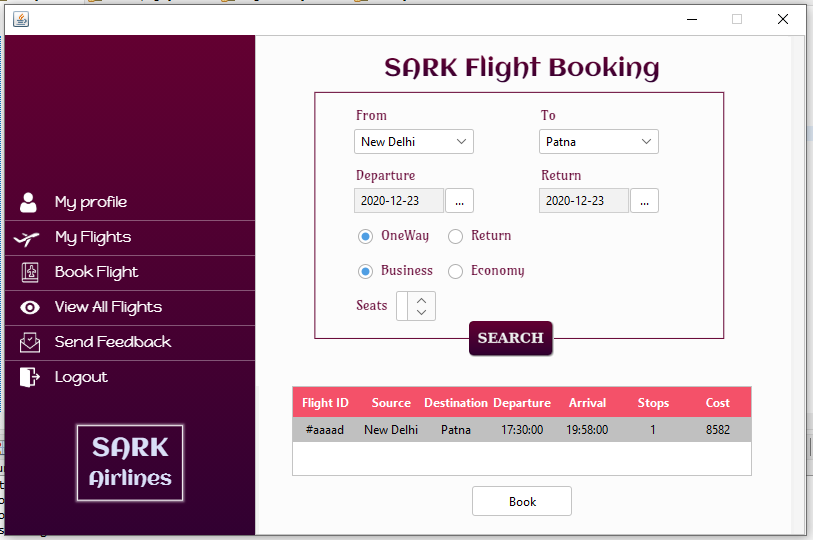 SARK Flight Booking
From To
New Delhi Patna
Departure Return
2020-12-23 ... 2020-12-23 ...
OneWay Return
Business Economy
Seats
SEARCH
My profile
My Flights
Book Flight
View All Flights
Send Feedback
Logout
SARK
Airlines
Flight ID Source Destination Departure Arrival Stops Cost
#aaaad New Delhi Patna 17:30:00 19:58:00 1 8582
Book